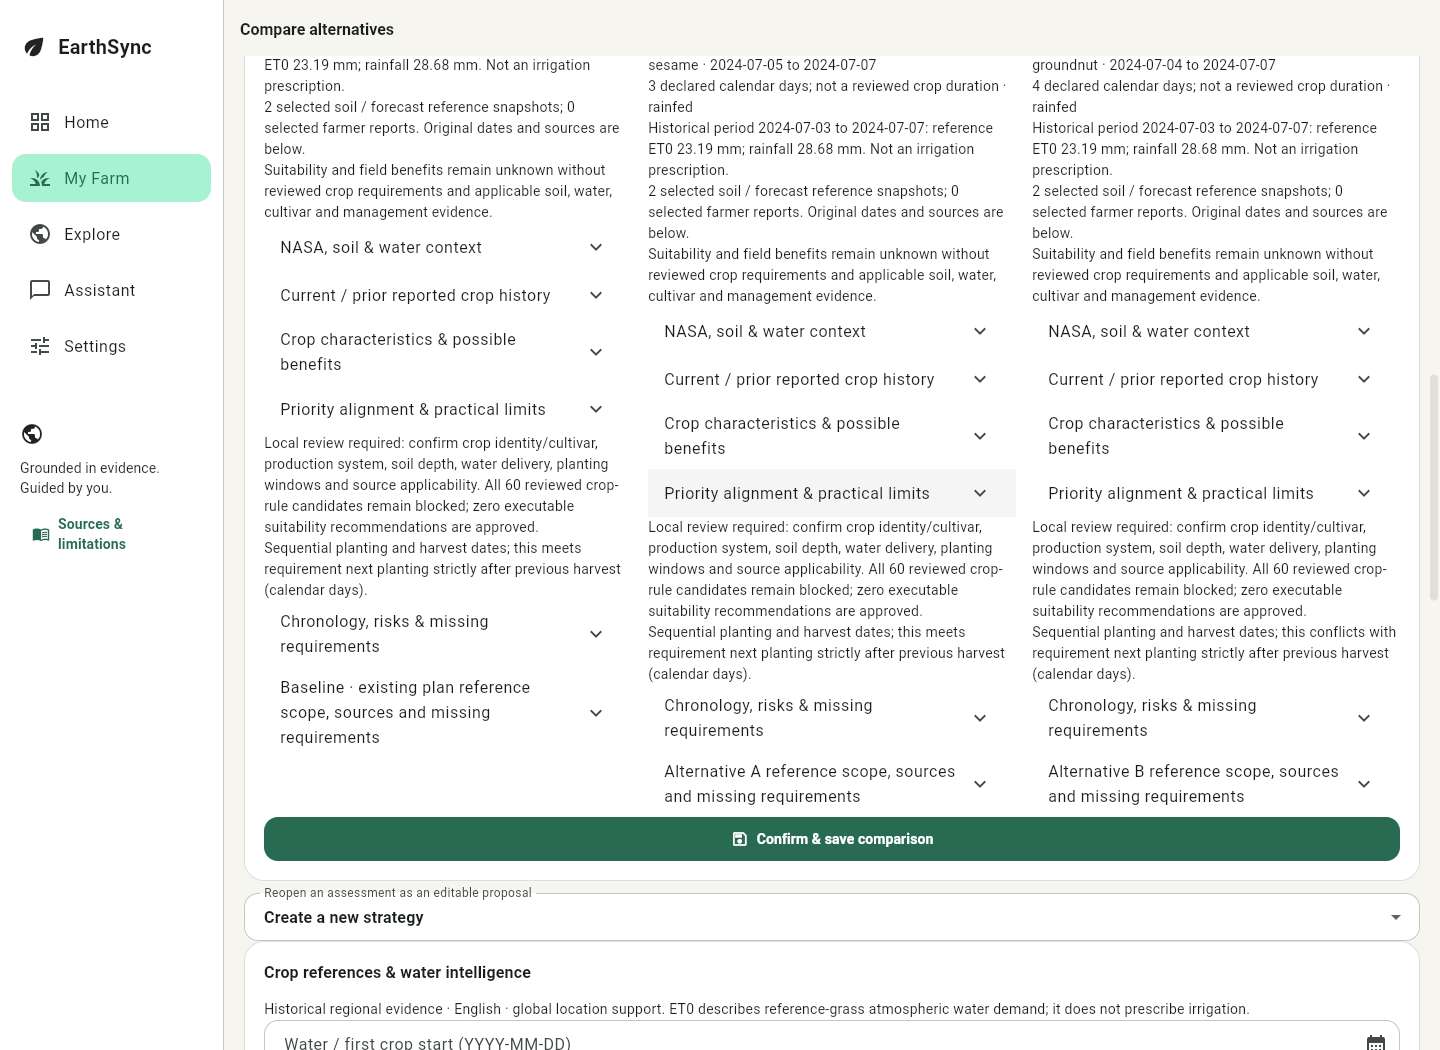 EarthSync
Home
My Farm
Explore
Assistant
Settings
Grounded in evidence.
Guided by you.
Sources &
limitations
Compare alternatives
ET0 23.19 mm; rainfall 28.68 mm. Not an irrigation
prescription.
2 selected soil / forecast reference snapshots; 0
selected farmer reports. Original dates and sources are
below.
Suitability and field benefits remain unknown without
reviewed crop requirements and applicable soil, water,
cultivar and management evidence.
NASA, soil & water context
Current / prior reported crop history
Crop characteristics & possible
benefits
Priority alignment & practical limits
Local review required: confirm crop identity/cultivar,
production system, soil depth, water delivery, planting
windows and source applicability. All 60 reviewed crop-
rule candidates remain blocked; zero executable
suitability recommendations are approved.
Sequential planting and harvest dates; this meets
requirement next planting strictly after previous harvest
(calendar days).
Chronology, risks & missing
requirements
Baseline · existing plan reference
scope, sources and missing
requirements
sesame · 2024-07-05 to 2024-07-07
3 declared calendar days; not a reviewed crop duration ·
rainfed
Historical period 2024-07-03 to 2024-07-07: reference
ET0 23.19 mm; rainfall 28.68 mm. Not an irrigation
prescription.
2 selected soil / forecast reference snapshots; 0
selected farmer reports. Original dates and sources are
below.
Suitability and field benefits remain unknown without
reviewed crop requirements and applicable soil, water,
cultivar and management evidence.
NASA, soil & water context
Current / prior reported crop history
Crop characteristics & possible
benefits
Priority alignment & practical limits
Local review required: confirm crop identity/cultivar,
production system, soil depth, water delivery, planting
windows and source applicability. All 60 reviewed crop-
rule candidates remain blocked; zero executable
suitability recommendations are approved.
Sequential planting and harvest dates; this meets
requirement next planting strictly after previous harvest
(calendar days).
Chronology, risks & missing
requirements
Alternative A reference scope, sources
and missing requirements
groundnut · 2024-07-04 to 2024-07-07
4 declared calendar days; not a reviewed crop duration ·
rainfed
Historical period 2024-07-03 to 2024-07-07: reference
ET0 23.19 mm; rainfall 28.68 mm. Not an irrigation
prescription.
2 selected soil / forecast reference snapshots; 0
selected farmer reports. Original dates and sources are
below.
Suitability and field benefits remain unknown without
reviewed crop requirements and applicable soil, water,
cultivar and management evidence.
NASA, soil & water context
Current / prior reported crop history
Crop characteristics & possible
benefits
Priority alignment & practical limits
Local review required: confirm crop identity/cultivar,
production system, soil depth, water delivery, planting
windows and source applicability. All 60 reviewed crop-
rule candidates remain blocked; zero executable
suitability recommendations are approved.
Sequential planting and harvest dates; this conflicts with
requirement next planting strictly after previous harvest
(calendar days).
Chronology, risks & missing
requirements
Alternative B reference scope, sources
and missing requirements
Confirm & save comparison
Reopen an assessment as an editable proposal
Create a new strategy
Crop references & water intelligence
Historical regional evidence · English · global location support. ET0 describes reference-grass atmospheric water demand; it does not prescribe irrigation.
Water / first crop start (YYYY-MM-DD)